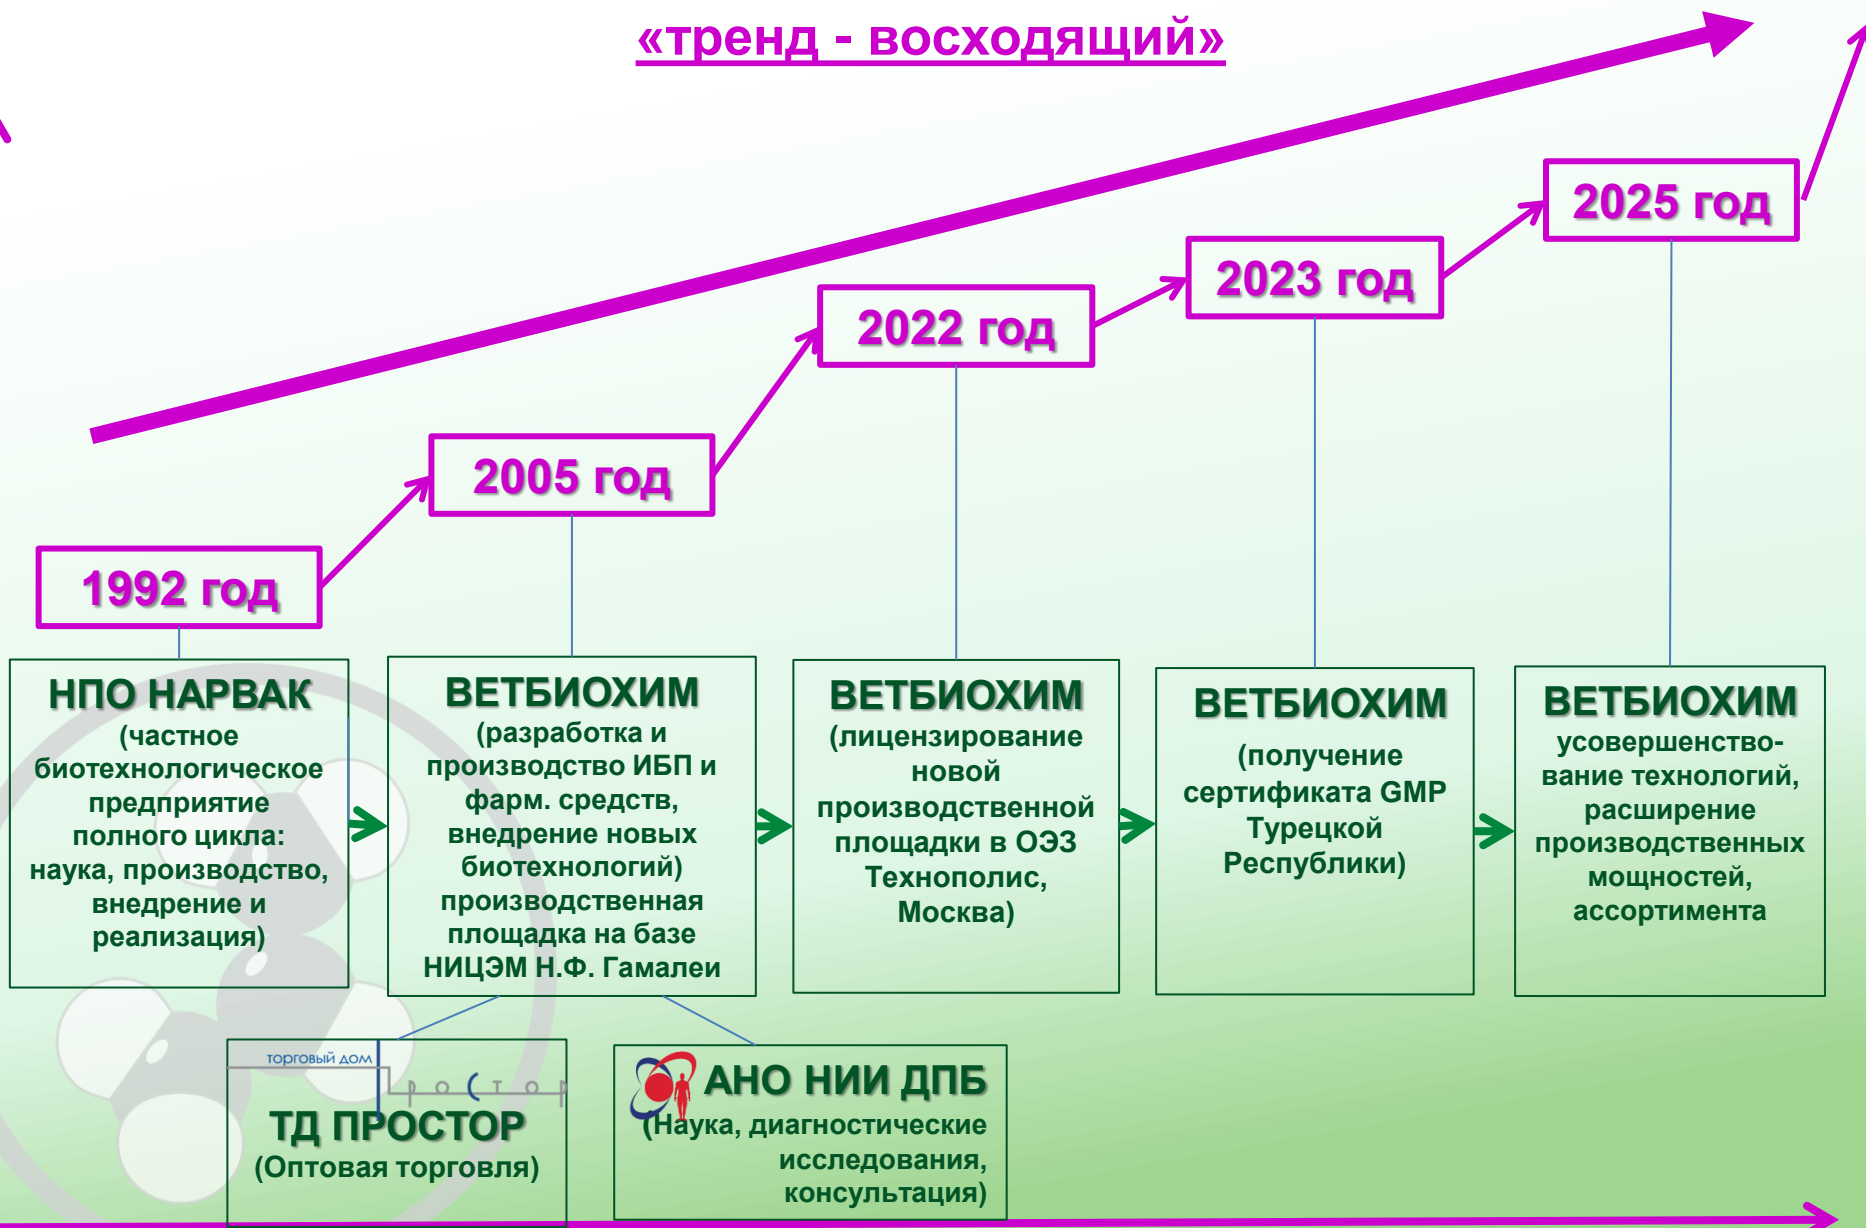 «тренд - восходящий»
2025 год
2023 год
2022 год
2005 год
1992 год
НПО НАРВАК
(частное
биотехнологическое
предприятие
полного цикла:
наука, производство,
внедрение и
реализация)
ВЕТБИОХИМ
(разработка и
производство ИБП и
фарм. средств,
внедрение новых
биотехнологий)
производственная
площадка на базе
НИЦЭМ Н.Ф. Гамалеи
ВЕТБИОХИМ
(лицензирование
новой
производственной
площадки в ОЭЗ
Технополис,
Москва)
ВЕТБИОХИМ
(получение
сертификата GMP
Турецкой
Республики)
ВЕТБИОХИМ
усовершенство-
вание технологий,
расширение
производственных
мощностей,
ассортимента
торговый дом
Простор
ТД ПРОСТОР
(Оптовая торговля)
АНО НИИ ДПБ
(Наука, диагностические
исследования,
консультация)